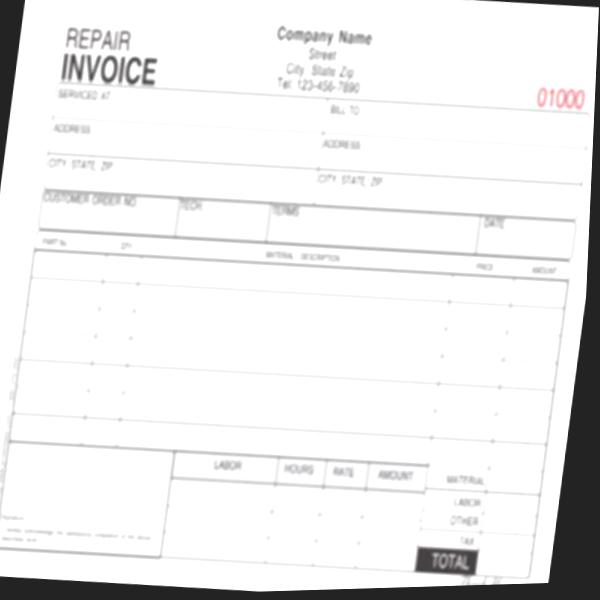 REPAIR
INVOICE
Company Name
Street
City State Zip
Tel: 123-456-7890
01000
SERVICED AT
BILL TO
ADDRESS
ADDRESS
CITY STATE ZIP
CITY STATE ZIP
CUSTOMER ORDER NO
TECH
TERMS
DATE
PART No
QTY
MATERIAL DESCRIPTION
PRICE
AMOUNT
LABOR
HOURS
RATE
AMOUNT
MATERIAL
LABOR
OTHER
TAX
TOTAL